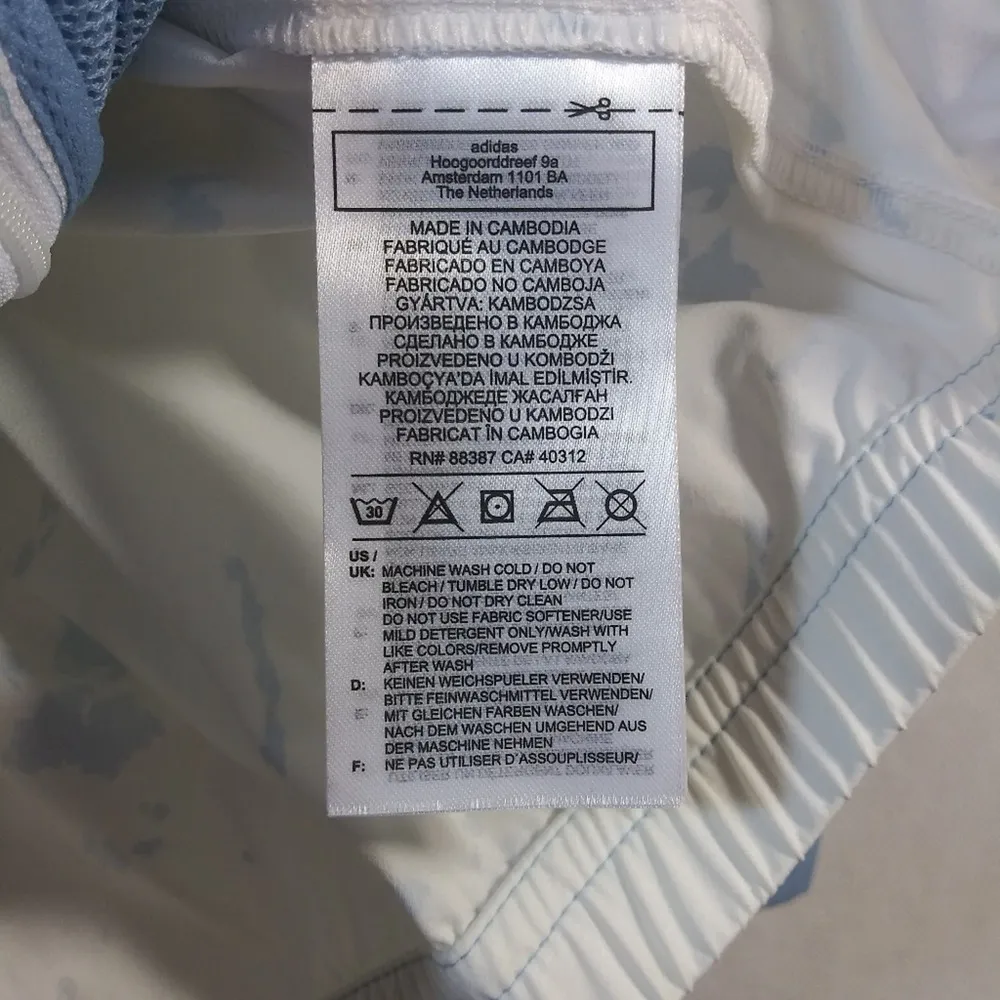 adidas
Hoogoorddreef 9a
Amsterdam 1101 BA
The Netherlands
MADE IN CAMBODIA
FABRIQUÉ AU CAMBODGE
FABRICADO EN CAMBOYA
FABRICADO NO CAMBOJA
GYÁRTVA: KAMBODZSA
ПРОИЗВЕДЕНО В КАМБОДЖА
СДЕЛАНО В КАМБОДЖЕ
PROIZVEDENO U KOMBODŽI
KAMBOÇYA'DA İMAL EDİLMİŞTİR.
КАМБОДЖЕДЕ ЖАСАЛҒАН
PROIZVEDENO U KAMBODZI
FABRICAT ÎN CAMBOGIA
RN# 88387 CA# 40312
30
US /
UK: MACHINE WASH COLD / DO NOT
BLEACH / TUMBLE DRY LOW / DO NOT
IRON / DO NOT DRY CLEAN
DO NOT USE FABRIC SOFTENER/USE
MILD DETERGENT ONLY/WASH WITH
LIKE COLORS/REMOVE PROMPTLY
AFTER WASH
D: KEINEN WEICHSPUELER VERWENDEN/
BITTE FEINWASCHMITTEL VERWENDEN/
MIT GLEICHEN FARBEN WASCHEN/
NACH DEM WASCHEN UMGEHEND AUS
DER MASCHINE NEHMEN
F: NE PAS UTILISER D'ASSOUPLISSEUR/